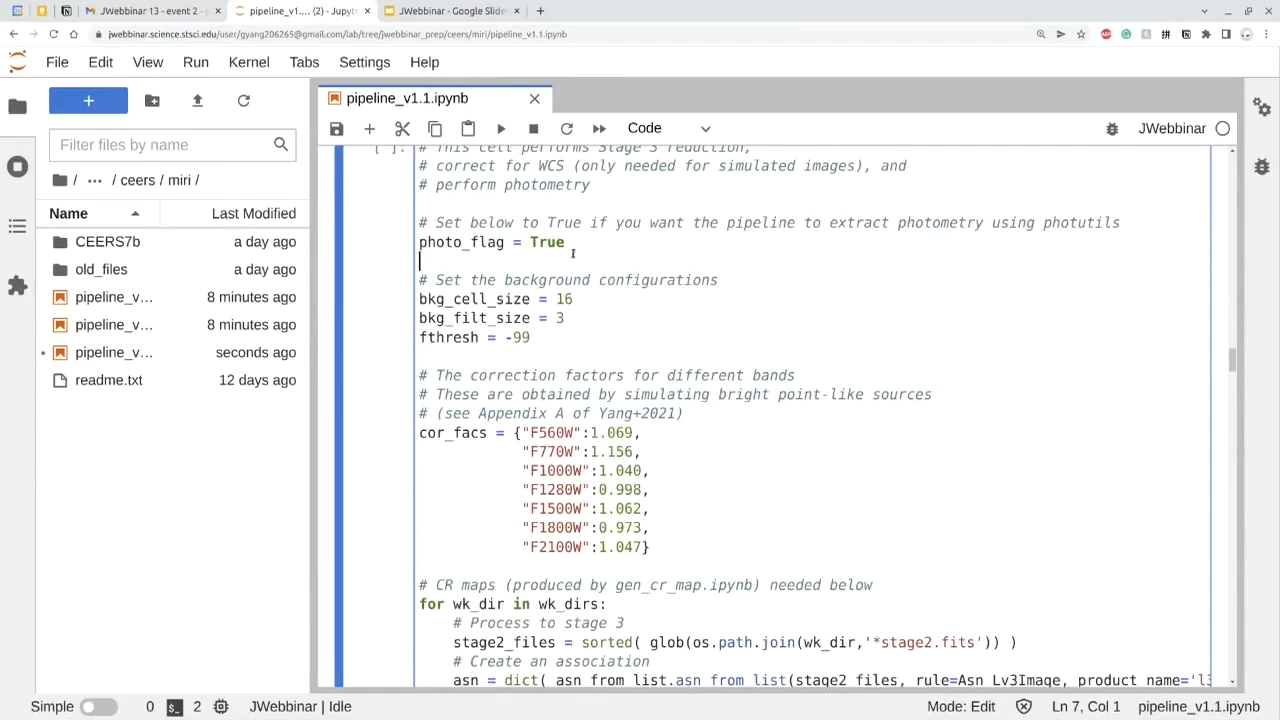 JWebbinar 13 - event 2 - g
pipeline_v1.... (2) - Jupyt
JWebbinar - Google Slide
jwebbinar.science.stsci.edu/user/gyang206265@gmail.com/lab/tree/jwebbinar_prep/ceers/miri/pipeline_v1.1.ipynb
File Edit View Run Kernel Tabs Settings Help
pipeline_v1.1.ipynb
Code
JWebbinar
Filter files by name
/ ... / ceers / miri /
Name Last Modified
CEERS7b a day ago
old_files a day ago
pipeline_v... 8 minutes ago
pipeline_v... 8 minutes ago
pipeline_v... seconds ago
readme.txt 12 days ago
[ ]: # This cell performs Stage 3 reduction,
# correct for WCS (only needed for simulated images), and
# perform photometry
# Set below to True if you want the pipeline to extract photometry using photutils
photo_flag = True
# Set the background configurations
bkg_cell_size = 16
bkg_filt_size = 3
fthresh = -99
# The correction factors for different bands
# These are obtained by simulating bright point-like sources
# (see Appendix A of Yang+2021)
cor_facs = {"F560W":1.069,
"F770W":1.156,
"F1000W":1.040,
"F1280W":0.998,
"F1500W":1.062,
"F1800W":0.973,
"F2100W":1.047}
# CR maps (produced by gen_cr_map.ipynb) needed below
for wk_dir in wk_dirs:
# Process to stage 3
stage2_files = sorted( glob(os.path.join(wk_dir,'*stage2.fits')) )
# Create an association
asn = dict( asn_from_list.asn_from_list(stage2_files, rule=Asn_Lv3Image, product_name='l3
Simple 0 2 JWebbinar | Idle
Mode: Edit Ln 7, Col 1 pipeline_v1.1.ipynb